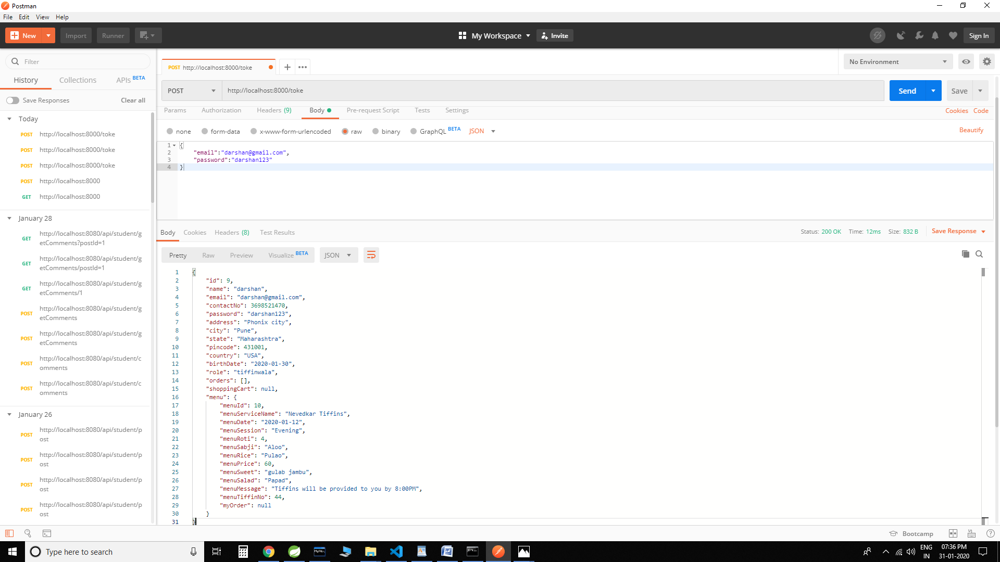 Postman
File Edit View Help
New Import Runner My Workspace Invite Sign In
Filter
History Collections APIs BETA
Save Responses Clear all
Today
POST http://localhost:8000/toke
POST http://localhost:8000/toke
POST http://localhost:8000/toke
POST http://localhost:8000
GET http://localhost:8000
January 28
GET http://localhost:8080/api/student/g
etComments?postId=1
GET http://localhost:8080/api/student/g
etComments/postId=1
GET http://localhost:8080/api/student/g
etComments/1
POST http://localhost:8080/api/student/g
etComments
POST http://localhost:8080/api/student/g
etComments
POST http://localhost:8080/api/student/c
omments
POST http://localhost:8080/api/student/c
omments
January 26
POST http://localhost:8080/api/student/p
ost
POST http://localhost:8080/api/student/p
ost
POST http://localhost:8080/api/student/p
ost
POST http://localhost:8080/api/student/p
ost
POST http://localhost:8000/toke
No Environment
POST http://localhost:8000/toke Send Save
Params Authorization Headers (9) Body Pre-request Script Tests Settings Cookies Code
none form-data x-www-form-urlencoded raw binary GraphQL BETA JSON Beautify
1 {
2 "email":"darshan@gmail.com",
3 "password":"darshan123"
4 }
Body Cookies Headers (8) Test Results Status: 200 OK Time: 12ms Size: 832 B Save Response
Pretty Raw Preview Visualize BETA JSON
1 {
2 "id": 9,
3 "name": "darshan",
4 "email": "darshan@gmail.com",
5 "contactNo": 3698521470,
6 "password": "darshan123",
7 "address": "Phonix city",
8 "city": "Pune",
9 "state": "Maharashtra",
10 "pincode": 431001,
11 "country": "USA",
12 "birthDate": "2020-01-30",
13 "role": "tiffinwala",
14 "orders": [],
15 "shoppingCart": null,
16 "menu": {
17 "menuId": 10,
18 "menuServiceName": "Nevedkar Tiffins",
19 "menuDate": "2020-01-12",
20 "menuSession": "Evening",
21 "menuRoti": 4,
22 "menuSabji": "Aloo",
23 "menuRice": "Pulao",
24 "menuPrice": 60,
25 "menuSweet": "gulab jambu",
26 "menuSalad": "Papad",
27 "menuMessage": "Tiffins will be provided to you by 8:00PM",
28 "menuTiffinNo": 44,
29 "myOrder": null
30 }
31 }
Bootcamp
Type here to search
ENG
IN
07:36 PM
31-01-2020